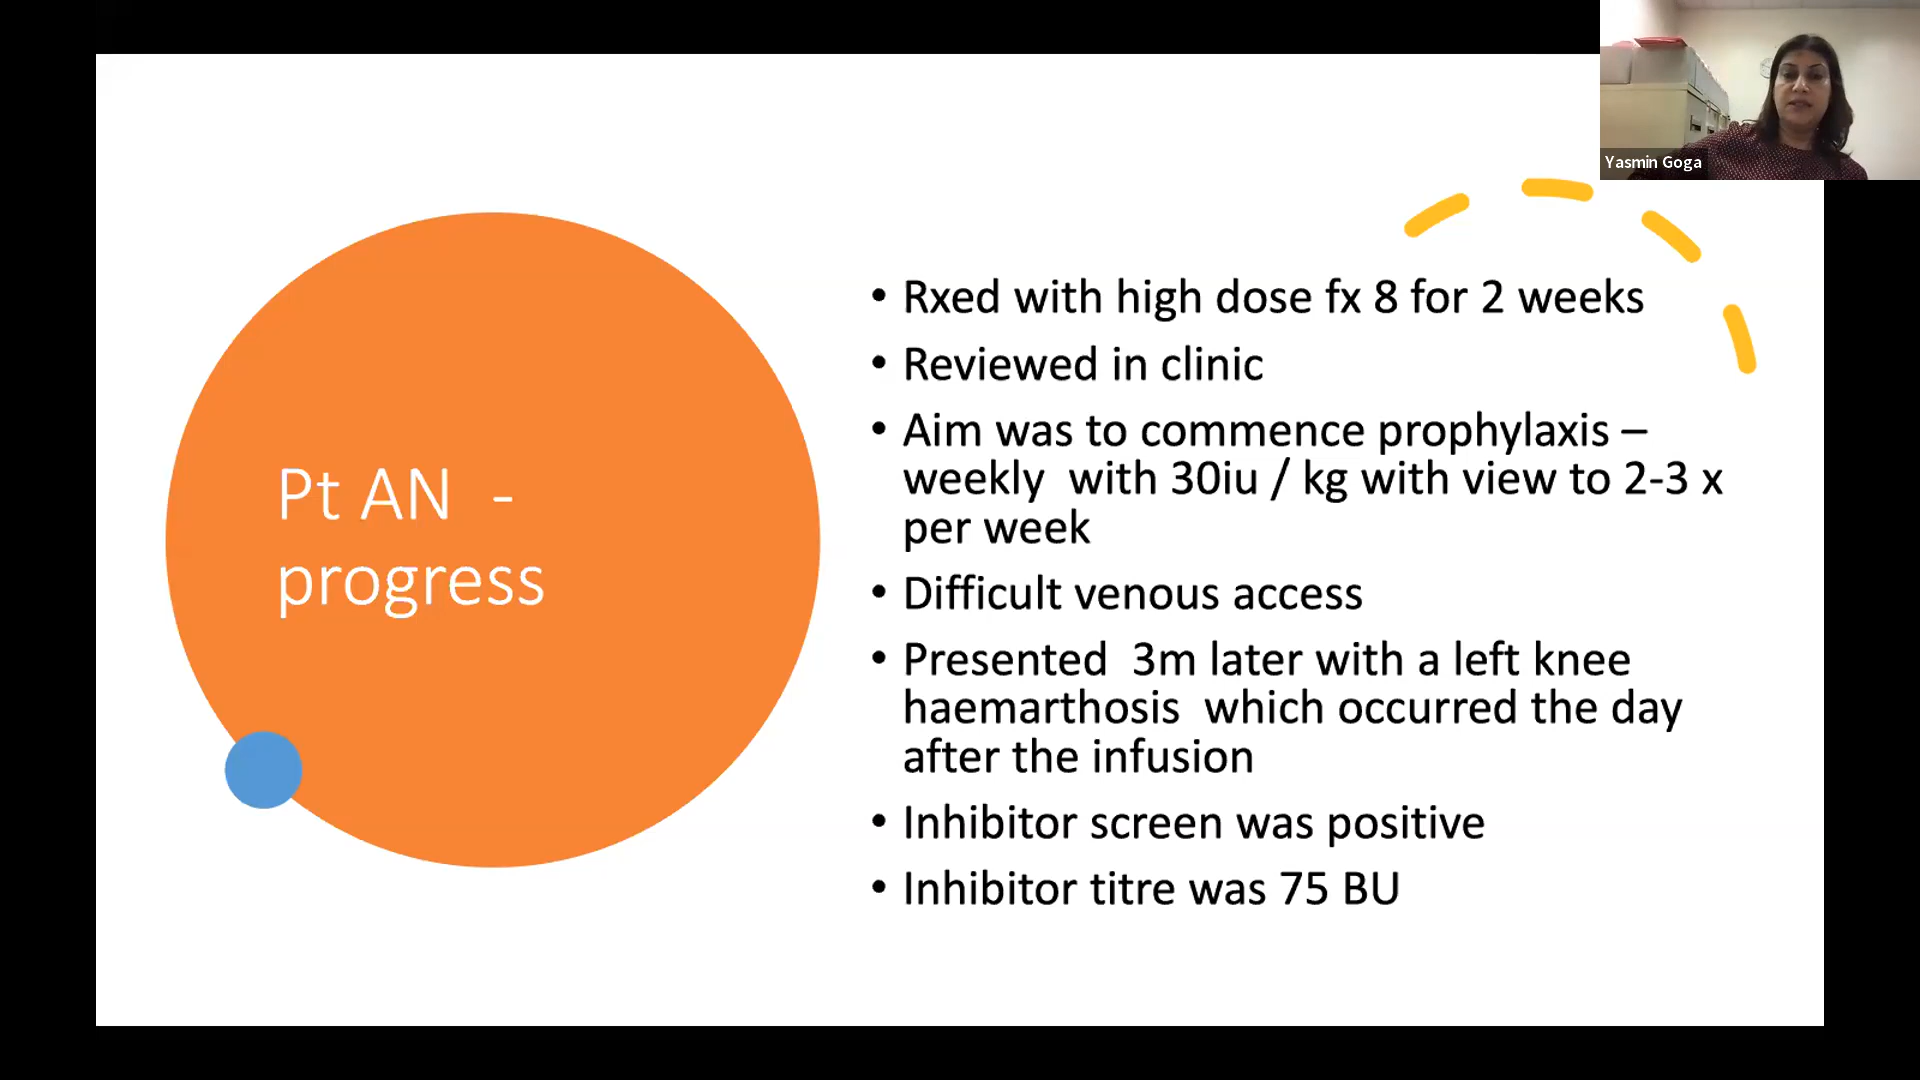 Yasmin Goga
Pt AN -
progress
• Rxed with high dose fx 8 for 2 weeks
• Reviewed in clinic
• Aim was to commence prophylaxis –
weekly with 30iu / kg with view to 2-3 x
per week
• Difficult venous access
• Presented 3m later with a left knee
haemarthosis which occurred the day
after the infusion
• Inhibitor screen was positive
• Inhibitor titre was 75 BU